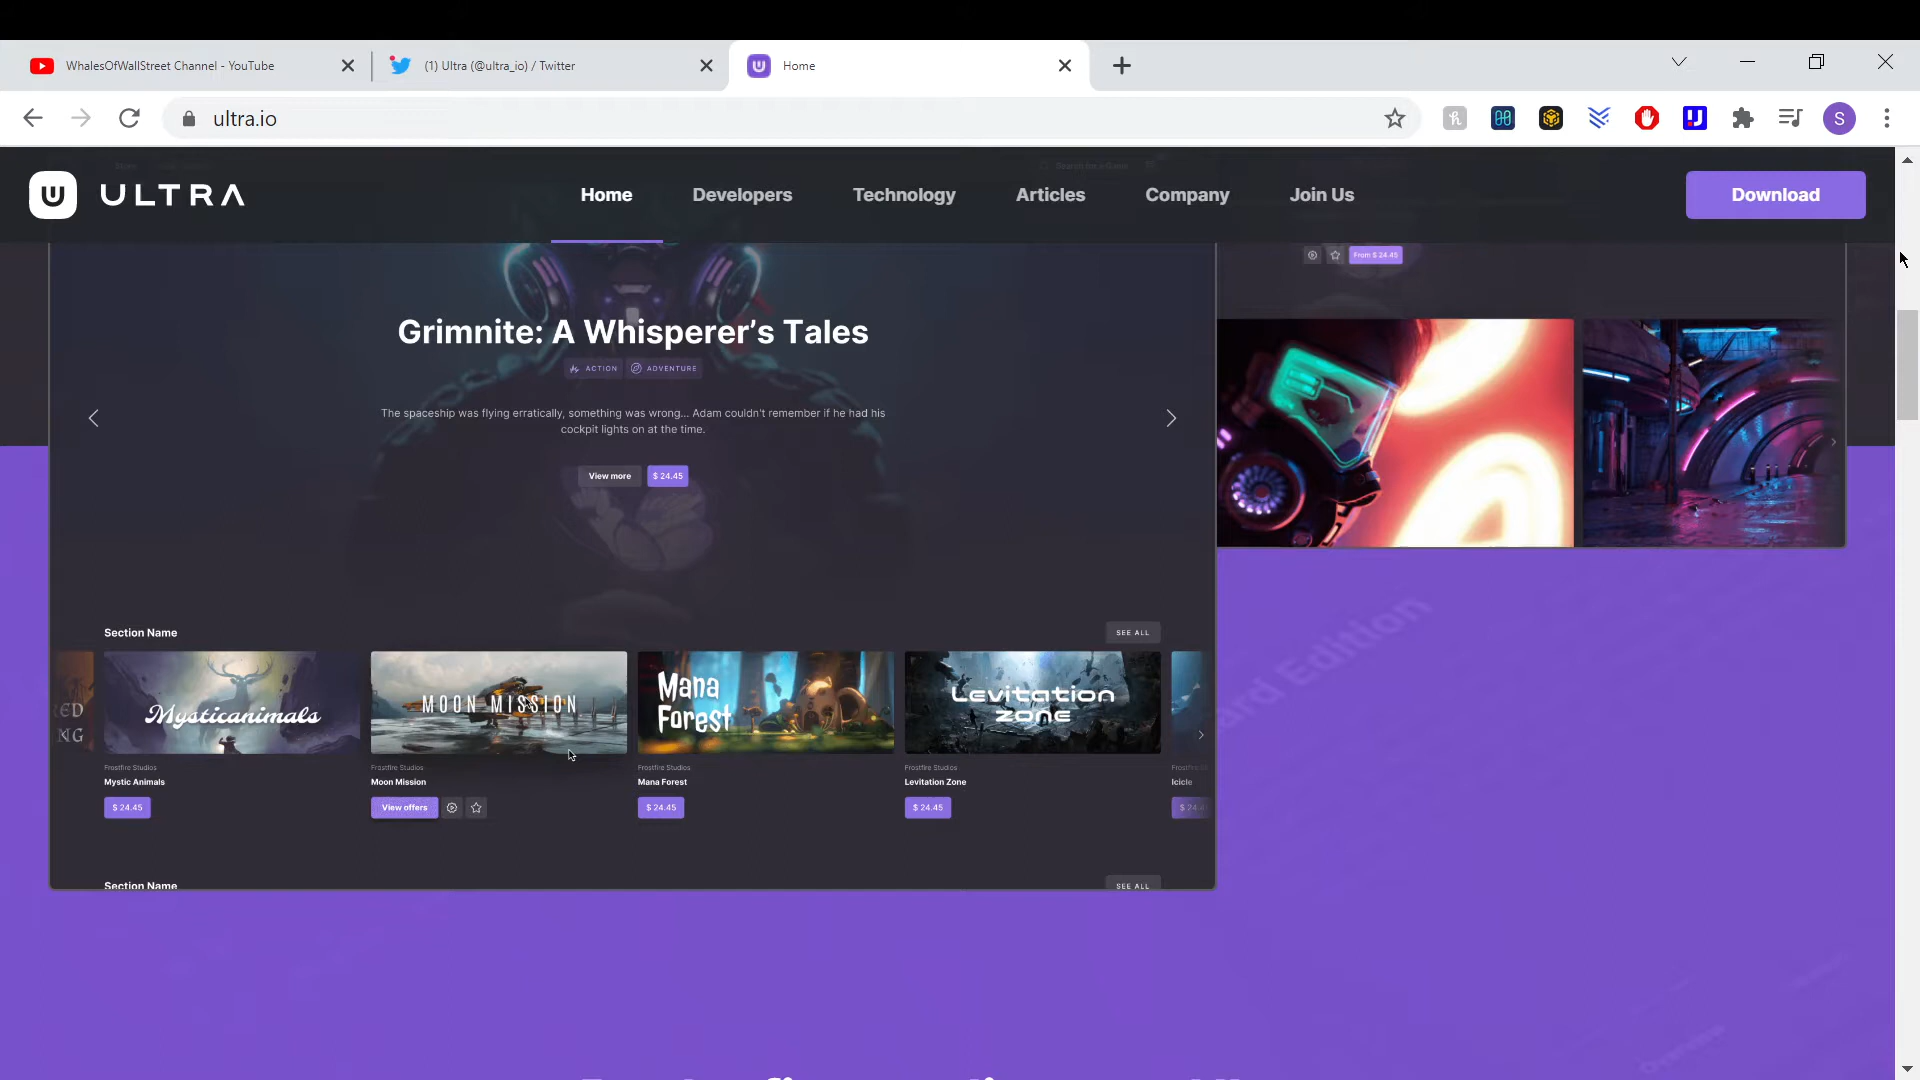 WhalesOfWallStreet Channel - YouTube
(1) Ultra (@ultra_io) / Twitter
Home
ultra.io
S
ULTRA
Home
Developers
Technology
Articles
Company
Join Us
Download
From $ 24.45
Grimnite: A Whisperer's Tales
ACTION
ADVENTURE
The spaceship was flying erratically, something was wrong... Adam couldn't remember if he had his
cockpit lights on at the time.
View more
$ 24.45
Section Name
SEE ALL
Mysticanimals
MOON MISSION
Mana
Forest
Levitation
ZONE
Frostfire Studios
Frostfire Studios
Frostfire Studios
Frostfire Studios
Mystic Animals
Moon Mission
Mana Forest
Levitation Zone
Icicle
$ 24.45
View offers
$ 24.45
$ 24.45
Section Name
SEE ALL